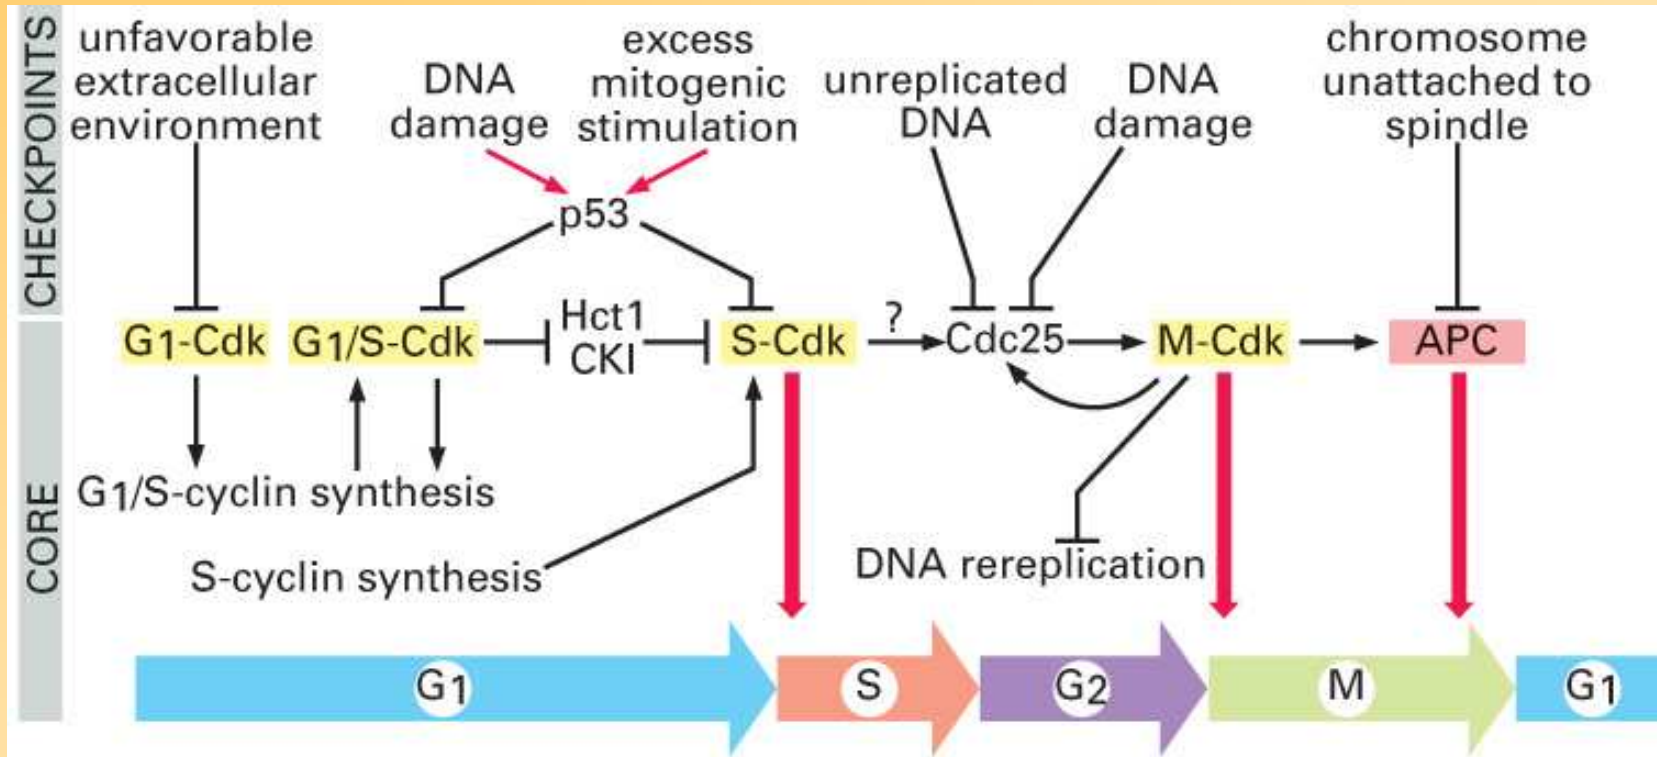 CHECKPOINTS
unfavorable
extracellular
environment
DNA
damage
excess
mitogenic
stimulation
unreplicated
DNA
DNA
damage
chromosome
unattached to
spindle
p53
CORE
G1-Cdk
G1/S-Cdk
Hct1
CKI
S-Cdk
?
Cdc25
M-Cdk
APC
G1/S-cyclin synthesis
S-cyclin synthesis
DNA rereplication
G1
S
G2
M
G1